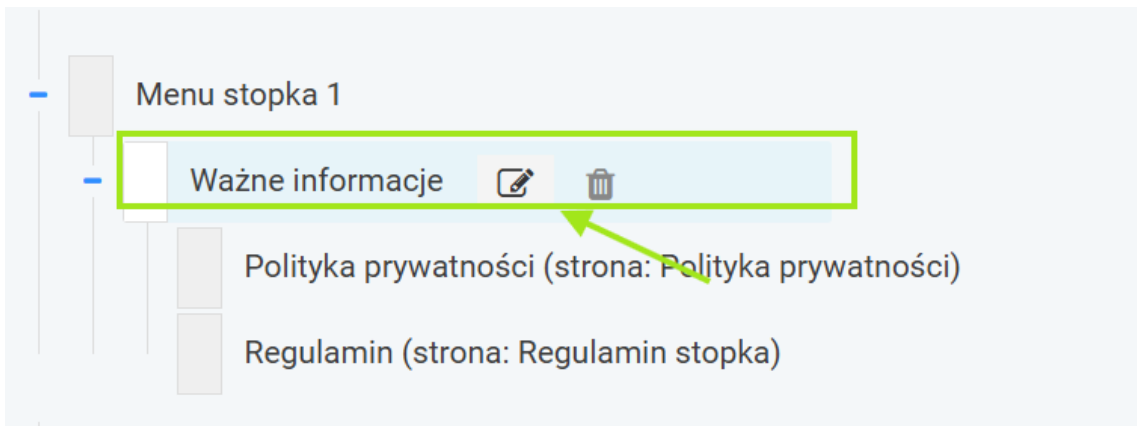 Menu stopka 1
Ważne informacje
Polityka prywatności (strona: Polityka prywatności)
Regulamin (strona: Regulamin stopka)